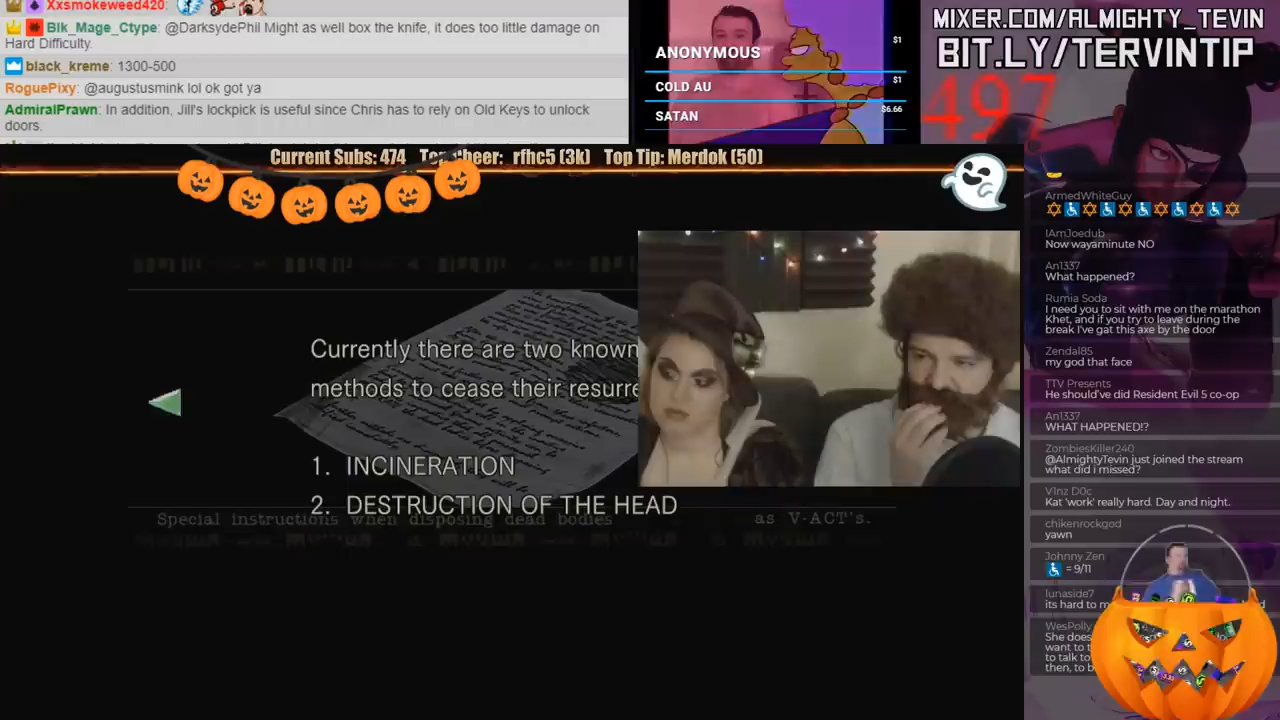 Xxsmokeweed420:
Blk_Mage_Ctype: @DarksydePhil Might as well box the knife, it does too little damage on
Hard Difficulty.
black_kreme: 1300-500
RoguePixy: @augustusmink lol ok got ya
AdmiralPrawn: In addition, Jill's lockpick is useful since Chris has to rely on Old Keys to unlock
doors.
ANONYMOUS $1
COLD AU $1
SATAN $6.66
MIXER.COM/ALMIGHTY_TEVIN
BIT.LY/TERVINTIP
497
Current Subs: 474 Top Cheer: rfhc5 (3k) Top Tip: Merdok (50)
Currently there are two known
methods to cease their resurre
1. INCINERATION
2. DESTRUCTION OF THE HEAD
Special instructions when disposing dead bodies as V-ACT's.
ArmedWhiteGuy
IAmJoedub
Now wayaminute NO
An1337
What happened?
Rumia Soda
I need you to sit with me on the marathon
Khet, and if you try to leave during the
break I've gat this axe by the door
Zendal85
my god that face
TTV Presents
He should've did Resident Evil 5 co-op
An1337
WHAT HAPPENED!?
ZombiesKiller240
@AlmightyTevin just joined the stream
what did i missed?
V1nz D0c
Kat 'work' really hard. Day and night.
chikenrockgod
yawn
Johnny Zen
= 9/11
lunaside7
its hard to
WesPolly
She does
want to
to talk to
then, to